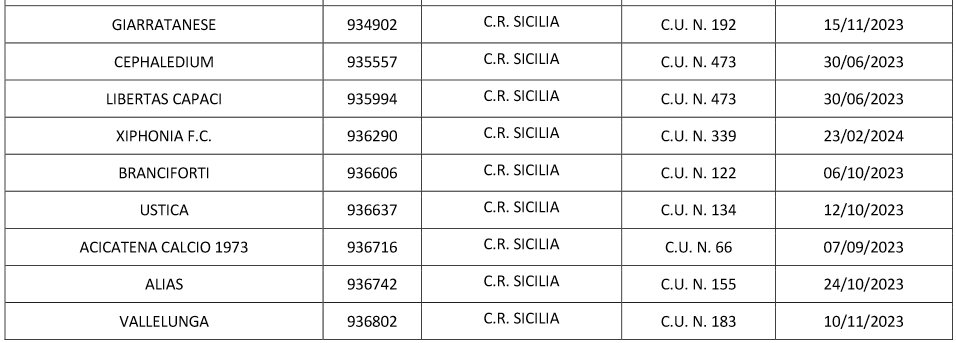 GIARRATANESE 934902 C.R. SICILIA C.U. N. 192 15/11/2023
CEPHALEDIUM 935557 C.R. SICILIA C.U. N. 473 30/06/2023
LIBERTAS CAPACI 935994 C.R. SICILIA C.U. N. 473 30/06/2023
XIPHONIA F.C. 936290 C.R. SICILIA C.U. N. 339 23/02/2024
BRANCIFORTI 936606 C.R. SICILIA C.U. N. 122 06/10/2023
USTICA 936637 C.R. SICILIA C.U. N. 134 12/10/2023
ACICATENA CALCIO 1973 936716 C.R. SICILIA C.U. N. 66 07/09/2023
ALIAS 936742 C.R. SICILIA C.U. N. 155 24/10/2023
VALLELUNGA 936802 C.R. SICILIA C.U. N. 183 10/11/2023